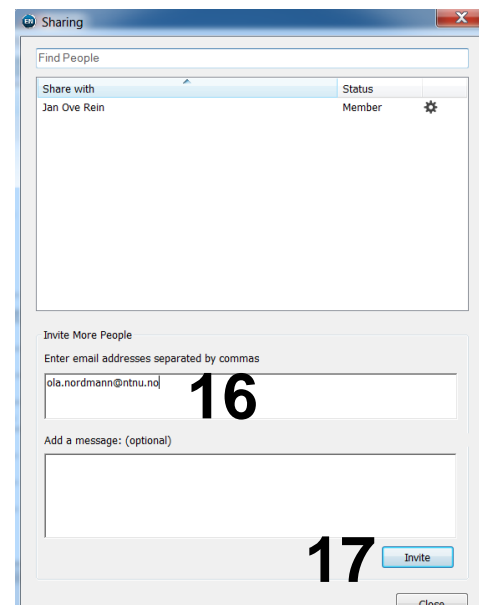 EN Sharing X
Find People
Share with Status
Jan Ove Rein Member
Invite More People
Enter email addresses separated by commas
ola.nordmann@ntnu.no
16
Add a message: (optional)
17
Invite
Close